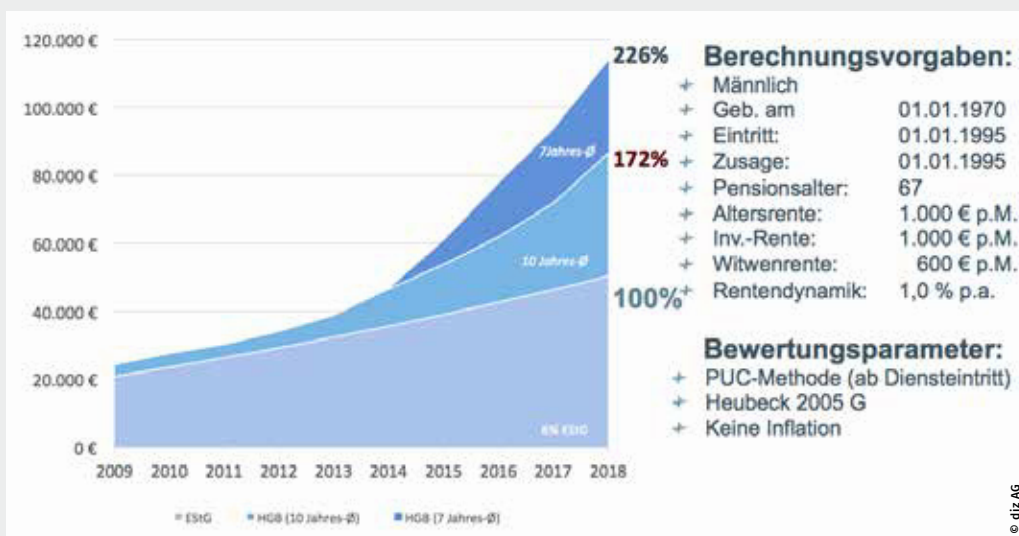 120.000 €
100.000 €
80.000 €
60.000 €
40.000 €
20.000 €
0 €
2009 2010 2011 2012 2013 2014 2015 2016 2017 2018
226%
172%
100%
7Jahres-Ø
10 Jahres-Ø
6% EStG
EStG HGB (10 Jahres-Ø) HGB (7 Jahres-Ø)
Berechnungsvorgaben:
Männlich
Geb. am 01.01.1970
Eintritt: 01.01.1995
Zusage: 01.01.1995
Pensionsalter: 67
Altersrente: 1.000 € p.M.
Inv.-Rente: 1.000 € p.M.
Witwenrente: 600 € p.M.
Rentendynamik: 1,0 % p.a.
Bewertungsparameter:
PUC-Methode (ab Diensteintritt)
Heubeck 2005 G
Keine Inflation
© diz AG